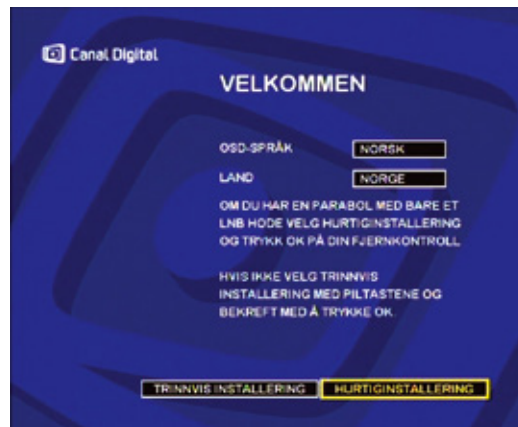 Canal Digital
VELKOMMEN
OSD-SPRÅK NORSK
LAND NORGE
OM DU HAR EN PARABOL MED BARE ET
LNB HODE VELG HURTIGINSTALLERING
OG TRYKK OK PÅ DIN FJERNKONTROLL
HVIS IKKE VELG TRINNVIS
INSTALLERING MED PILTASTENE OG
BEKREFT MED Å TRYKKE OK.
TRINNVIS INSTALLERING HURTIGINSTALLERING